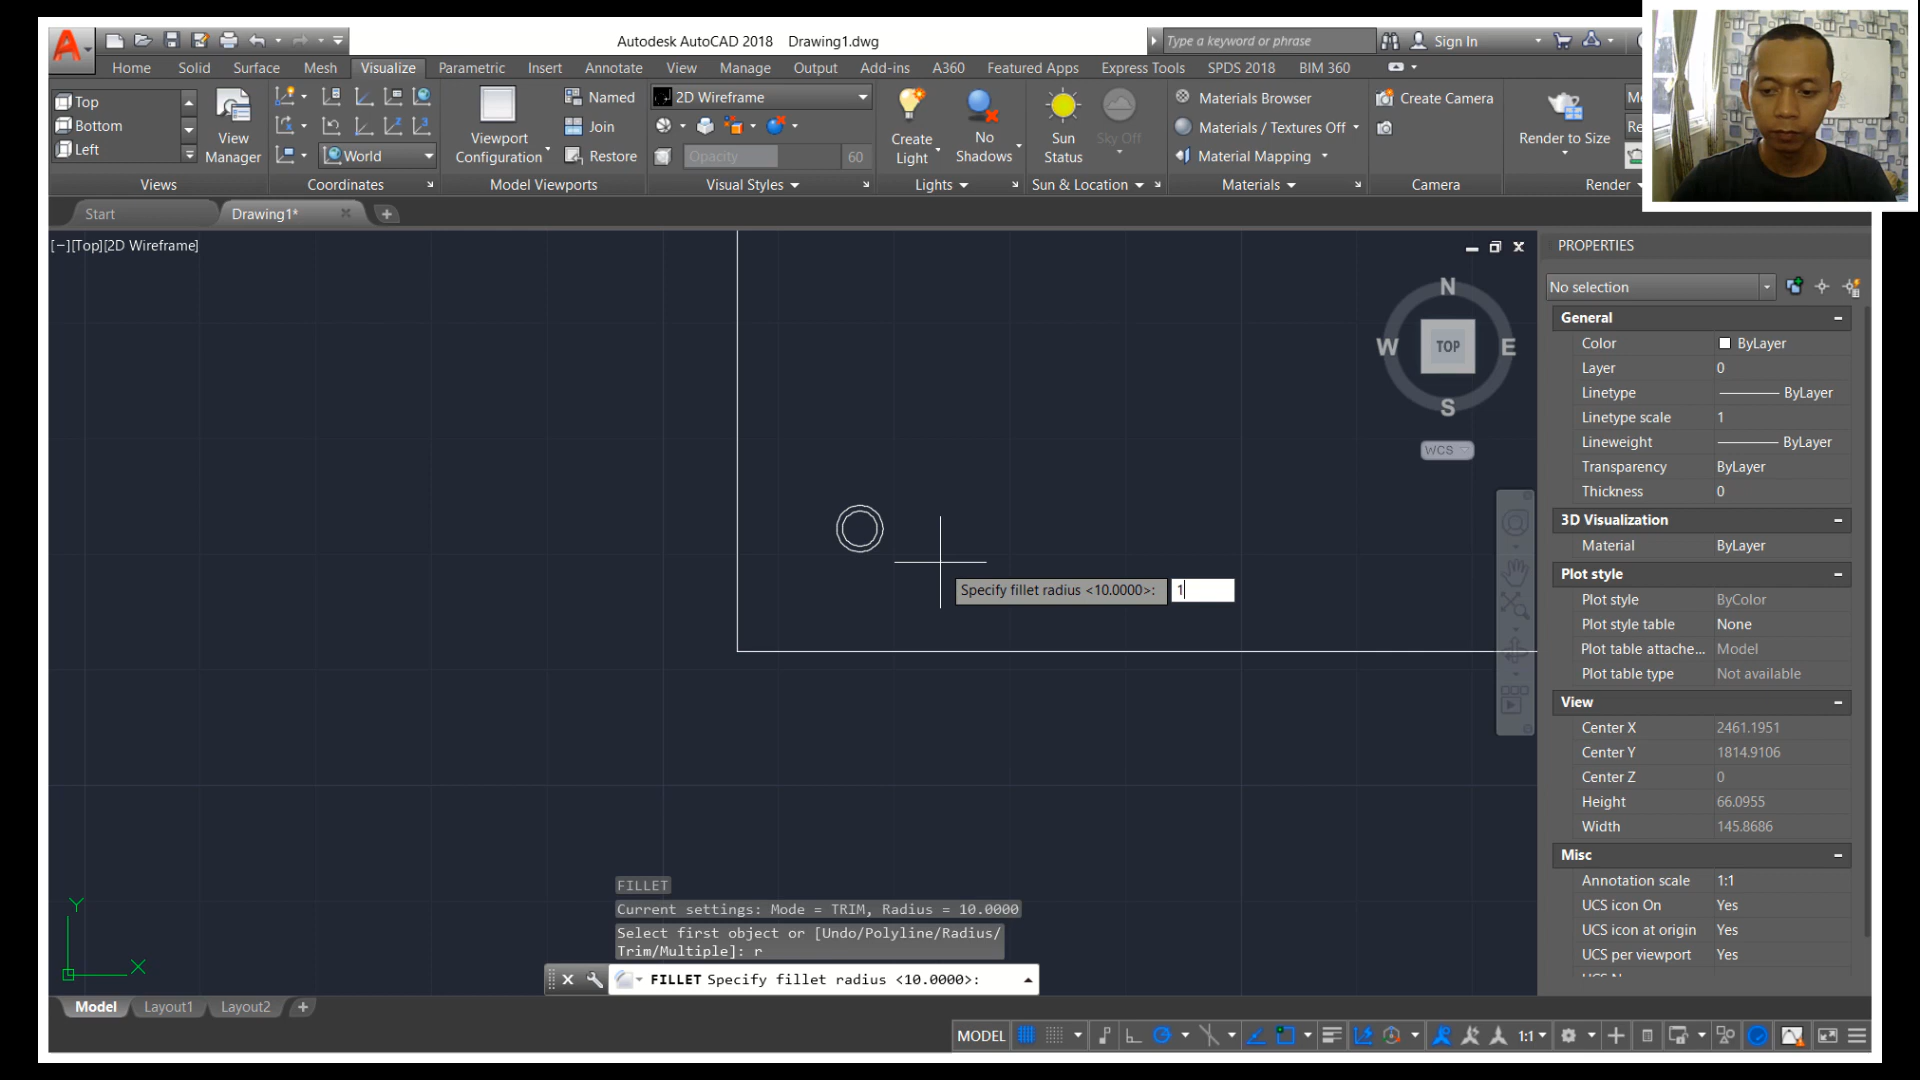 Autodesk AutoCAD 2018 Drawing1.dwg
Type a keyword or phrase
Sign In
Home Solid Surface Mesh Visualize Parametric Insert Annotate View Manage Output Add-ins A360 Featured Apps Express Tools SPDS 2018 BIM 360
Top
Bottom
Left
View
Manager
World
Viewport
Configuration
Named
Join
Restore
2D Wireframe
Opacity 60
Create
Light
No
Shadows
Sun
Status
Sky Off
Materials Browser
Materials / Textures Off
Material Mapping
Create Camera
Render to Size
Views Coordinates Model Viewports Visual Styles Lights Sun & Location Materials Camera Render
Start Drawing1*
[−][Top][2D Wireframe]
N
W TOP E
S
WCS
Specify fillet radius <10.0000>: 1
PROPERTIES
No selection
General
Color ByLayer
Layer 0
Linetype ByLayer
Linetype scale 1
Lineweight ByLayer
Transparency ByLayer
Thickness 0
3D Visualization
Material ByLayer
Plot style
Plot style ByColor
Plot style table None
Plot table attache... Model
Plot table type Not available
View
Center X 2461.1951
Center Y 1814.9106
Center Z 0
Height 66.0955
Width 145.8686
Misc
Annotation scale 1:1
UCS icon On Yes
UCS icon at origin Yes
UCS per viewport Yes
Y
X
FILLET
Current settings: Mode = TRIM, Radius = 10.0000
Select first object or [Undo/Polyline/Radius/
Trim/Multiple]: r
FILLET Specify fillet radius <10.0000>:
Model Layout1 Layout2
MODEL 1:1